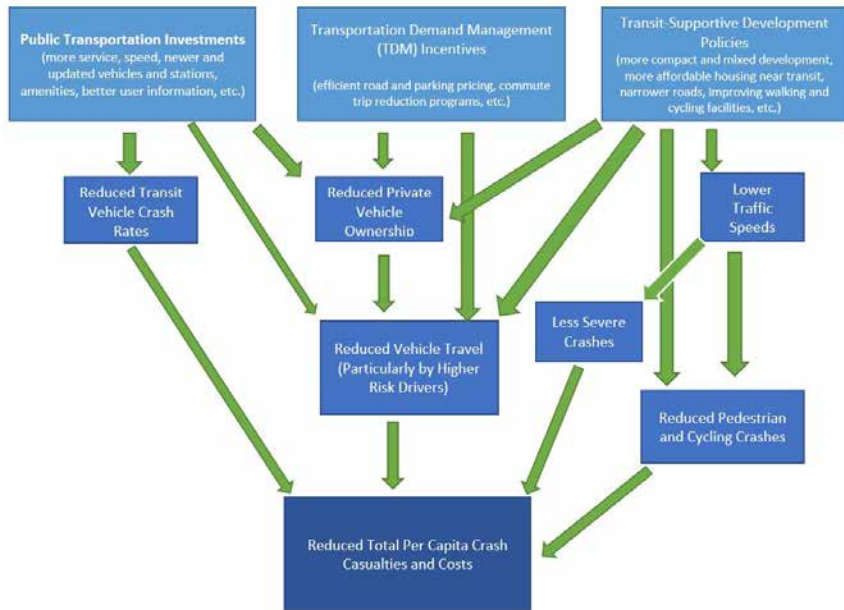 Public Transportation Investments
(more service, speed, newer and
updated vehicles and stations,
amenities, better user information, etc.)
Transportation Demand Management
(TDM) Incentives
(efficient road and parking pricing, commute
trip reduction programs, etc.)
Transit-Supportive Development
Policies
(more compact and mixed development,
more affordable housing near transit,
narrower roads, improving walking and
cycling facilities, etc.)
Reduced Transit
Vehicle Crash
Rates
Reduced Private
Vehicle
Ownership
Lower
Traffic
Speeds
Less Severe
Crashes
Reduced Vehicle Travel
(Particularly by Higher
Risk Drivers)
Reduced Pedestrian
and Cycling Crashes
Reduced Total Per Capita Crash
Casualties and Costs